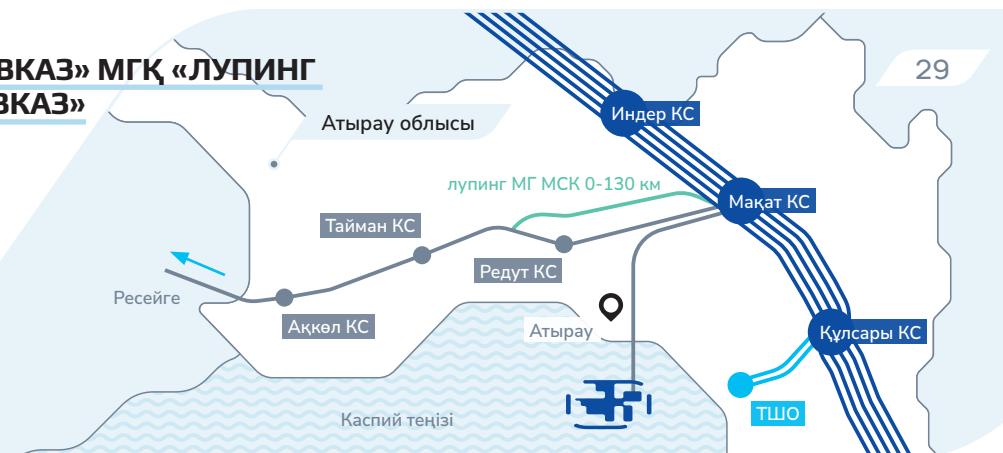 ВКАЗ» МГҚ «ЛУПИНГ
ВКАЗ»
29
Атырау облысы
Индер КС
лупинг МГ МСК 0-130 км
Мақат КС
Тайман КС
Редут КС
Ресейге
Ақкөл КС
Атырау
Құлсары КС
ТШО
Каспий теңізі